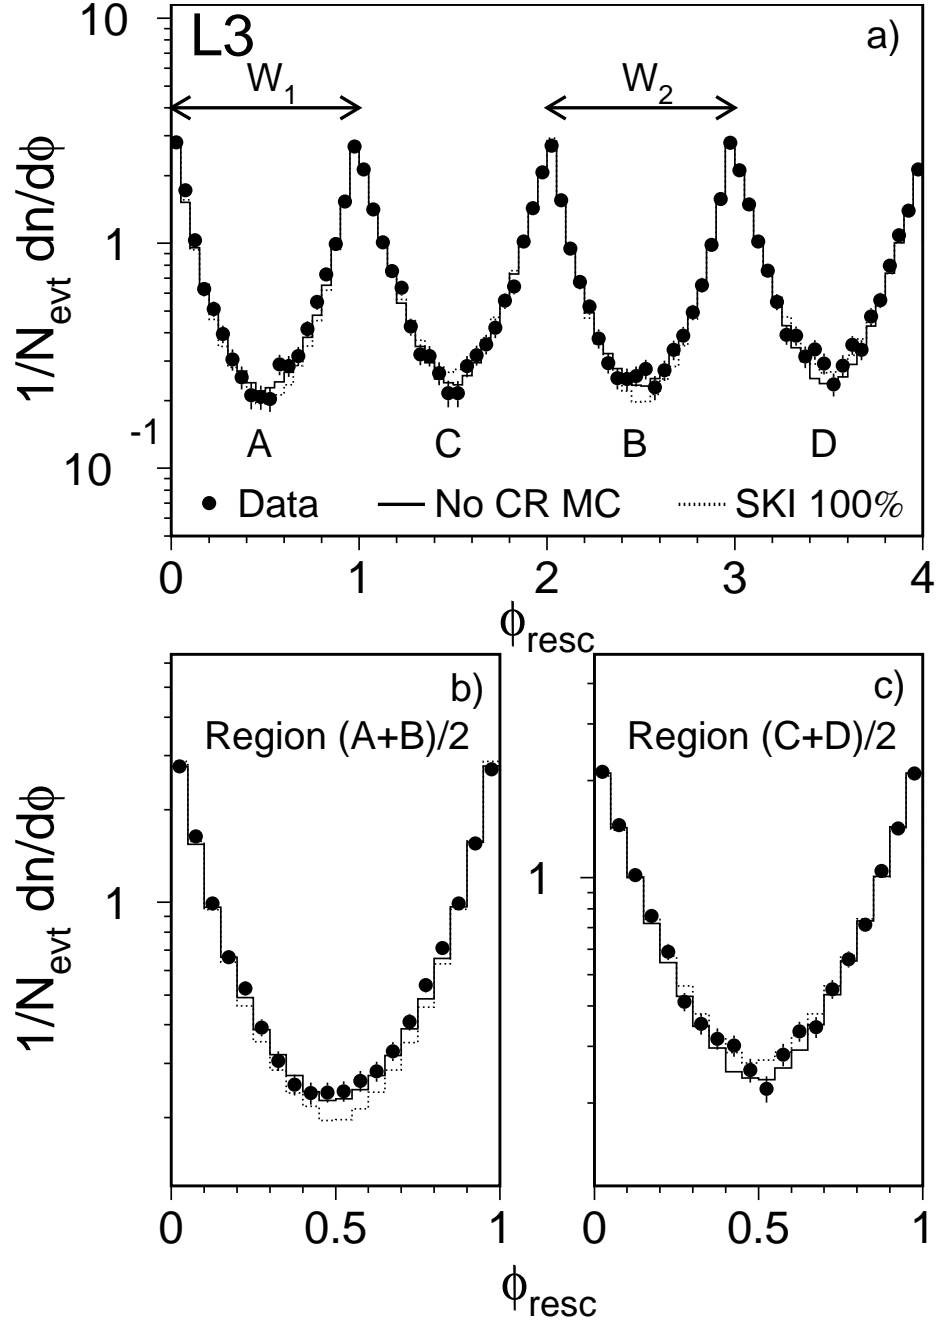 10
L3
a)
W1
W2
1/Nevt dn/dϕ
1
10-1
A
C
B
D
Data
No CR MC
SKI 100%
0
1
2
3
4
ϕresc
b)
Region (A+B)/2
1/Nevt dn/dϕ
1
0
0.5
1
c)
Region (C+D)/2
1
0
0.5
1
ϕresc